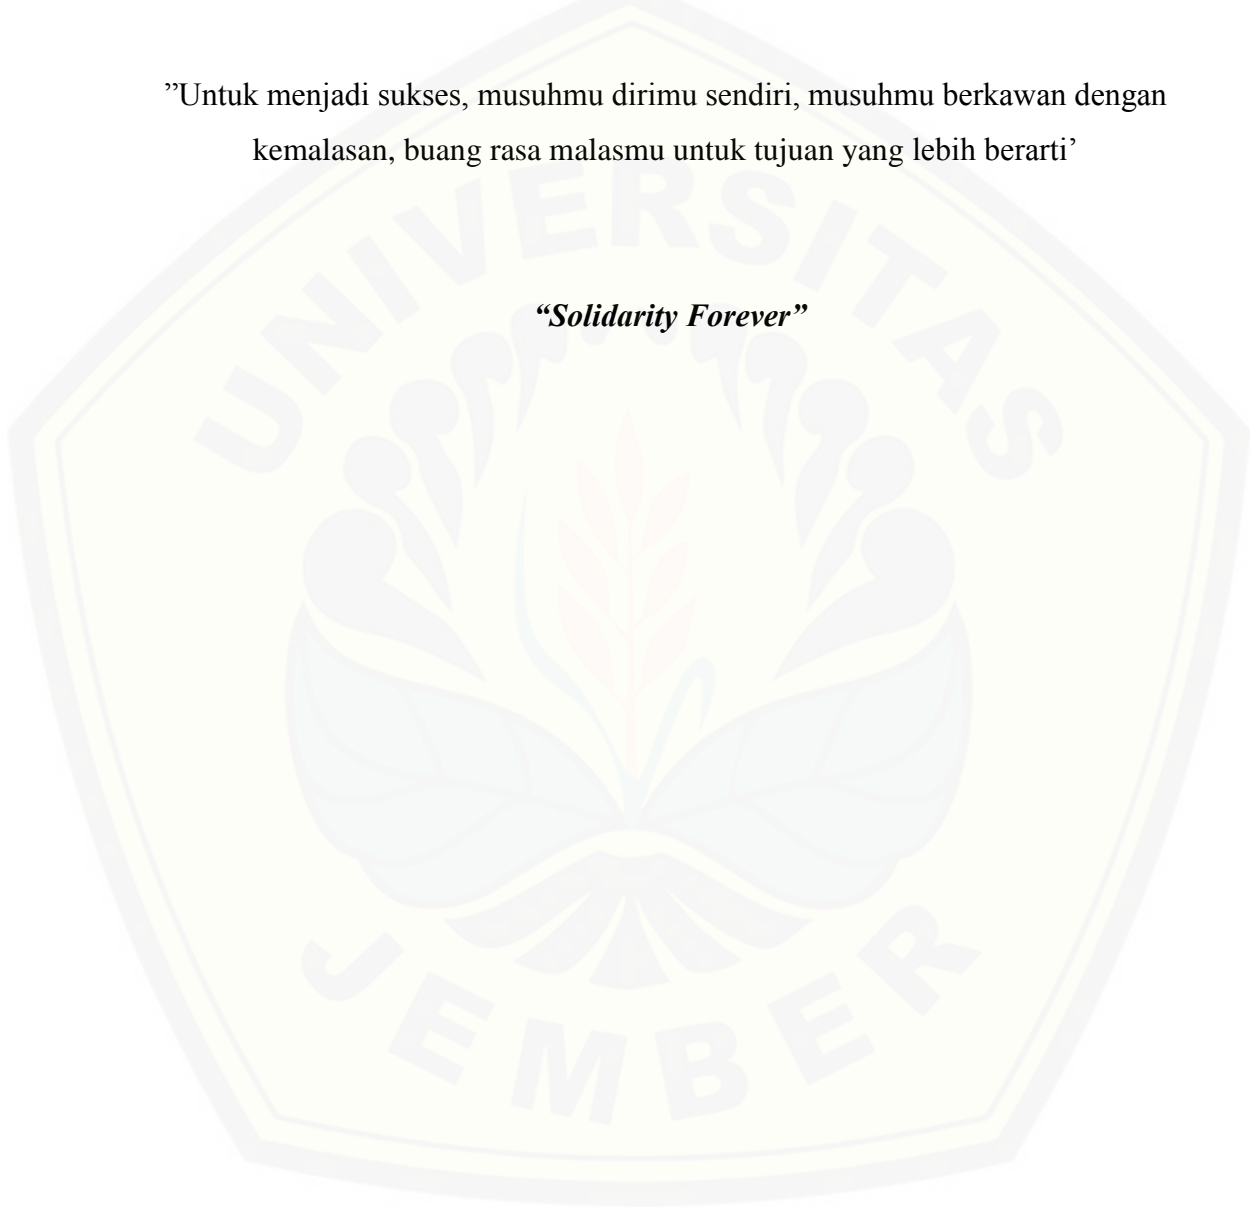 ”Untuk menjadi sukses, musuhmu dirimu sendiri, musuhmu berkawan dengan
kemalasan, buang rasa malasmu untuk tujuan yang lebih berarti’
“Solidarity Forever”
UNIVERSITAS
JEMBER